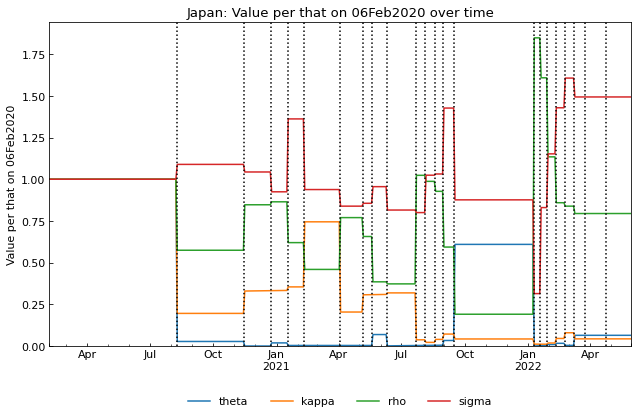 Japan: Value per that on 06Feb2020 over time
Value per that on 06Feb2020
1.75
1.50
1.25
1.00
0.75
0.50
0.25
0.00
Apr Jul Oct Jan Apr Jul Oct Jan Apr
2021 2022
theta kappa rho sigma